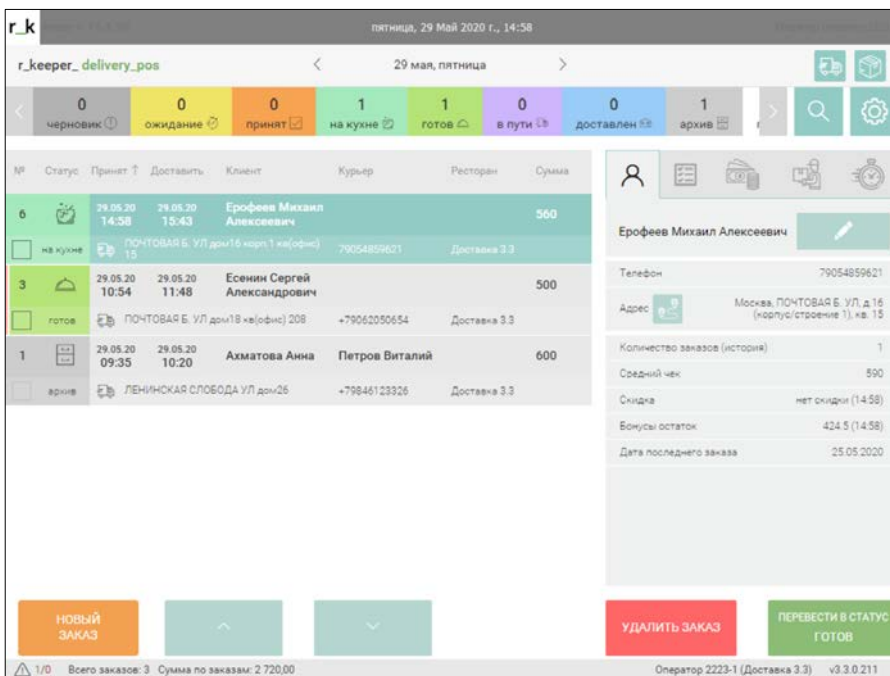 r_k
пятница, 29 Май 2020 г., 14:58
r_keeper_ delivery_pos
29 мая, пятница
0 0 0 1 1 0 0 1
черновик ожидание принят на кухне готов в пути доставлен архив
№ Статус Принят ↑ Доставить Клиент Курьер Ресторан Сумма
6 29.05.20 14:58 29.05.20 15:43 Ерофеев Михаил Алексеевич 560
на кухне ПОЧТОВАЯ Б. УЛ дом16 корп.1 кв(офис) 15 79054859621 Доставка 3.3
3 29.05.20 10:54 29.05.20 11:48 Есенин Сергей Александрович 500
готов ПОЧТОВАЯ Б. УЛ дом18 кв(офис) 208 +79062050654 Доставка 3.3
1 29.05.20 09:35 29.05.20 10:20 Ахматова Анна Петров Виталий 600
архив ЛЕНИНСКАЯ СЛОБОДА УЛ дом26 +79846123326 Доставка 3.3
Ерофеев Михаил Алексеевич
Телефон 79054859621
Адрес Москва, ПОЧТОВАЯ Б. УЛ, д.16
(корпус/строение 1), кв. 15
Количество заказов (история) 1
Средний чек 590
Скидка нет скидки (14:58)
Бонусы остаток 424.5 (14:58)
Дата последнего заказа 25.05.2020
НОВЫЙ
ЗАКАЗ
УДАЛИТЬ ЗАКАЗ
ПЕРЕВЕСТИ В СТАТУС
ГОТОВ
1/0 Всего заказов: 3 Сумма по заказам: 2 720,00
Оператор 2223-1 (Доставка 3.3) v3.3.0.211